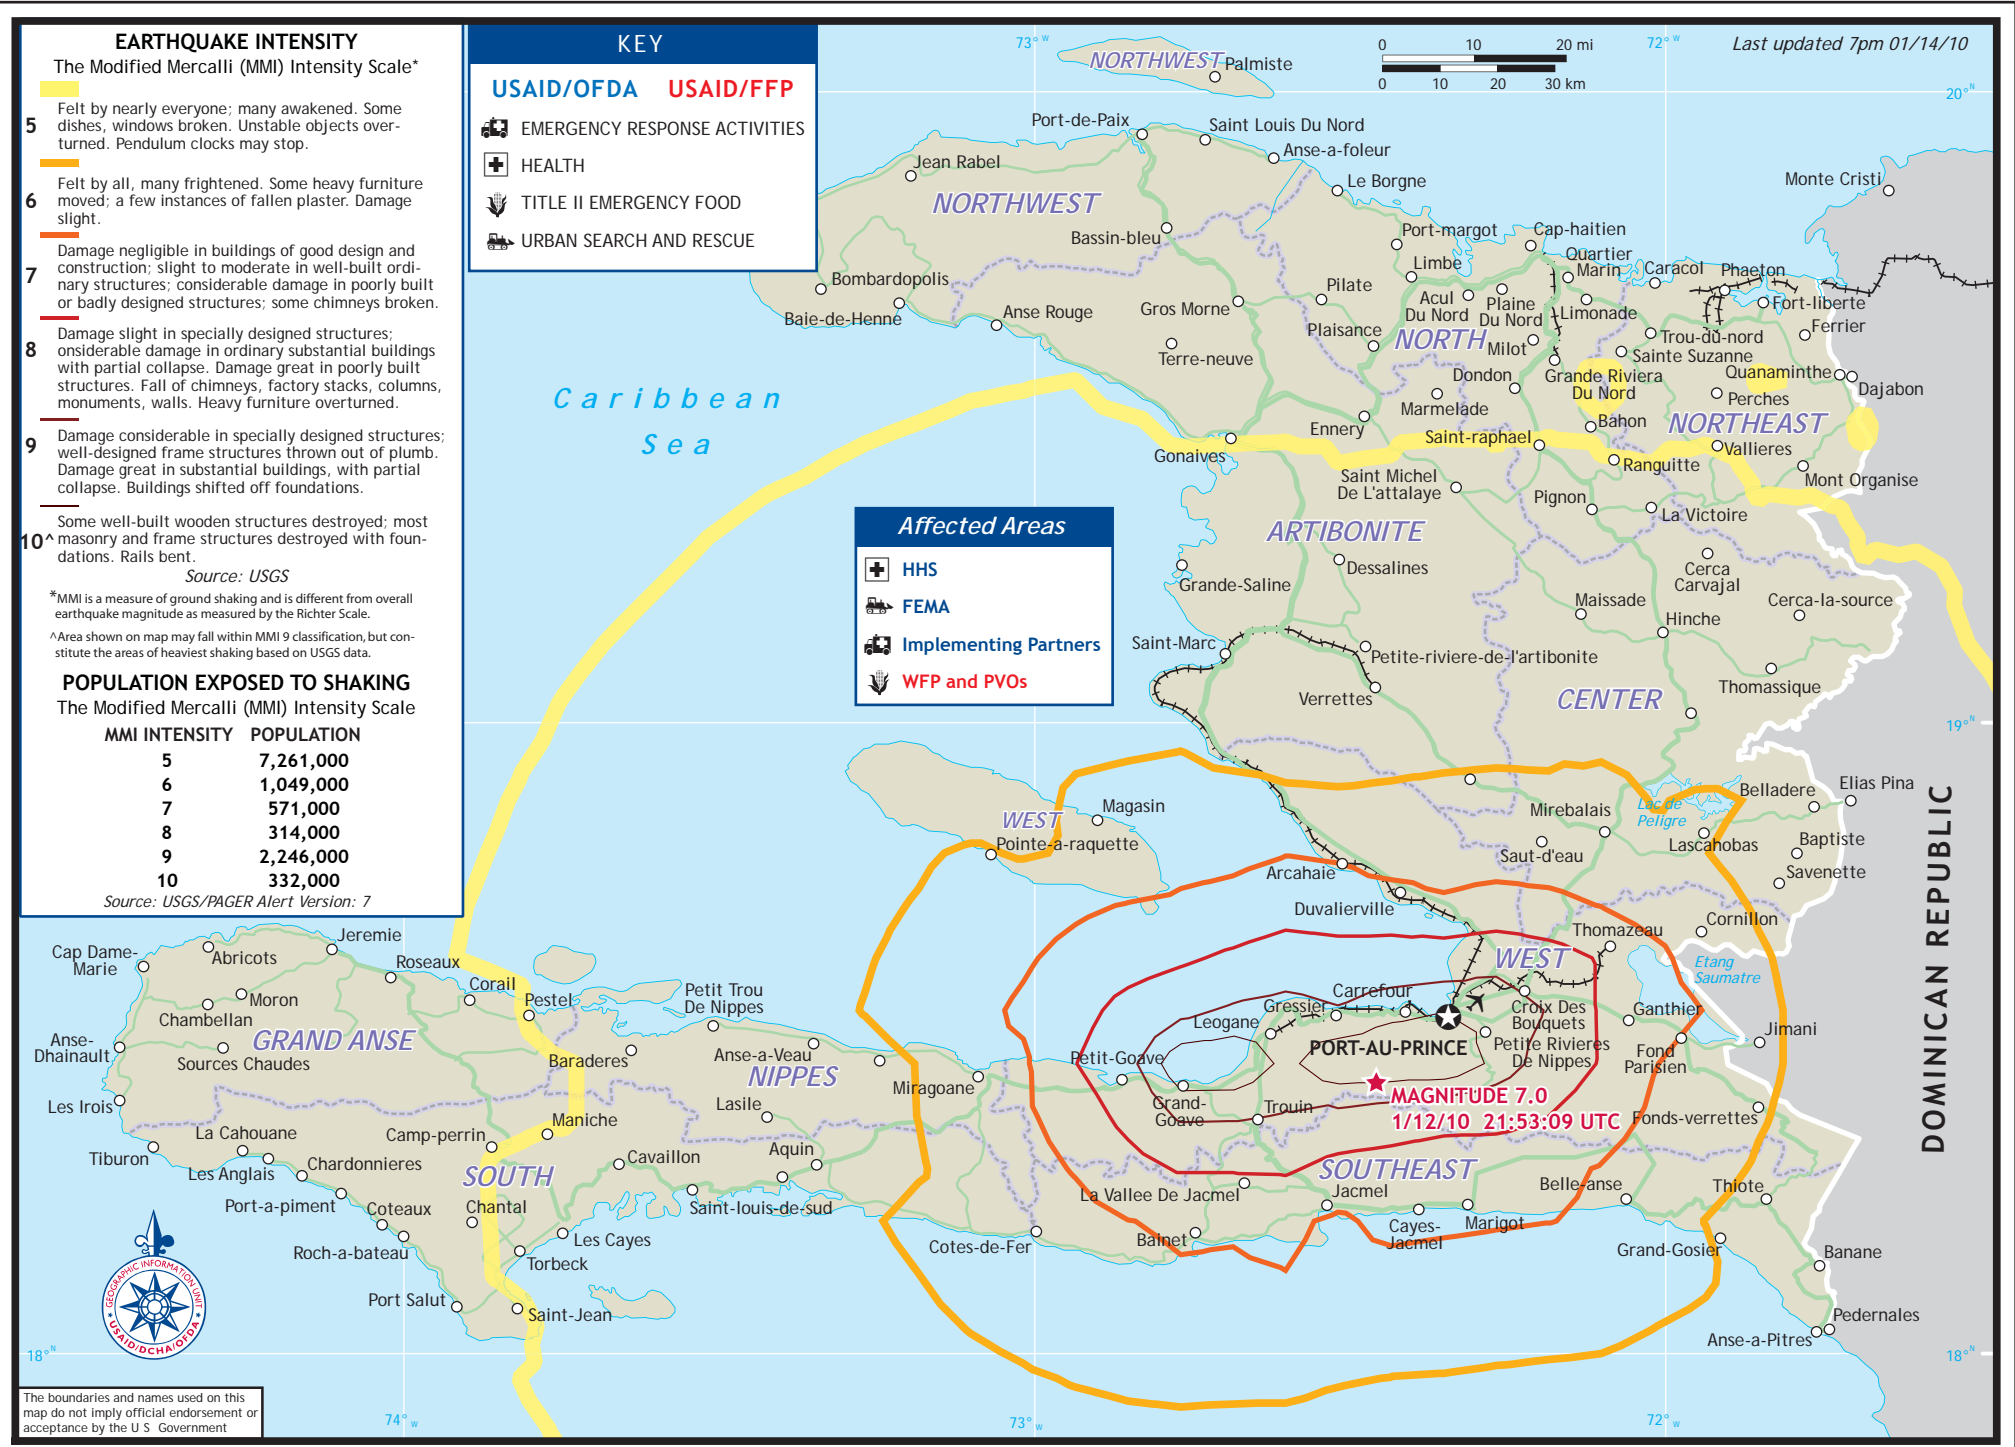 EARTHQUAKE INTENSITY
The Modified Mercalli (MMI) Intensity Scale*
5
Felt by nearly everyone; many awakened. Some
dishes, windows broken. Unstable objects over-
turned. Pendulum clocks may stop.
6
Felt by all, many frightened. Some heavy furniture
moved; a few instances of fallen plaster. Damage
slight.
7
Damage negligible in buildings of good design and
construction; slight to moderate in well-built ordi-
nary structures; considerable damage in poorly built
or badly designed structures; some chimneys broken.
8
Damage slight in specially designed structures;
onsiderable damage in ordinary substantial buildings
with partial collapse. Damage great in poorly built
structures. Fall of chimneys, factory stacks, columns,
monuments, walls. Heavy furniture overturned.
9
Damage considerable in specially designed structures;
well-designed frame structures thrown out of plumb.
Damage great in substantial buildings, with partial
collapse. Buildings shifted off foundations.
10^
Some well-built wooden structures destroyed; most
masonry and frame structures destroyed with foun-
dations. Rails bent.
Source: USGS
*MMI is a measure of ground shaking and is different from overall
earthquake magnitude as measured by the Richter Scale.
^Area shown on map may fall within MMI 9 classification, but con-
stitute the areas of heaviest shaking based on USGS data.
POPULATION EXPOSED TO SHAKING
The Modified Mercalli (MMI) Intensity Scale
MMI INTENSITY POPULATION
5 7,261,000
6 1,049,000
7 571,000
8 314,000
9 2,246,000
10 332,000
Source: USGS/PAGER Alert Version: 7
KEY
USAID/OFDA USAID/FFP
EMERGENCY RESPONSE ACTIVITIES
HEALTH
TITLE II EMERGENCY FOOD
URBAN SEARCH AND RESCUE
Affected Areas
HHS
FEMA
Implementing Partners
WFP and PVOs
73° W
0 10 20 mi
0 10 20 30 km
72° W
Last updated 7pm 01/14/10
20° N
NORTHWEST
Palmiste
Port-de-Paix
Saint Louis Du Nord
Anse-a-foleur
Jean Rabel
Le Borgne
Monte Cristi
NORTHWEST
Bassin-bleu
Port-margot
Cap-haitien
Quartier
Marin
Limbe
Caracol
Phaeton
Bombardopolis
Pilate
Acul
Du Nord
Plaine
Du Nord
Limonade
Fort-liberte
Baie-de-Henne
Anse Rouge
Gros Morne
Plaisance
NORTH
Milot
Trou-du-nord
Ferrier
Terre-neuve
Sainte Suzanne
Dondon
Grande Riviera
Du Nord
Quanaminthe
Dajabon
Caribbean
Sea
Marmelade
Perches
Ennery
Bahon
NORTHEAST
Gonaives
Saint-raphael
Vallieres
Ranguitte
Saint Michel
De L'attalaye
Mont Organise
Pignon
La Victoire
ARTIBONITE
Dessalines
Grande-Saline
Cerca
Carvajal
Maissade
Cerca-la-source
Hinche
Saint-Marc
Petite-riviere-de-l'artibonite
Verrettes
CENTER
Thomassique
19° N
Magasin
WEST
Pointe-a-raquette
Mirebalais
Lac de
Peligre
Belladere
Elias Pina
Saut-d'eau
Lascahobas
Baptiste
Savenette
Arcahaie
Duvalierville
Cornillon
Thomazeau
WEST
Etang
Saumatre
DOMINICAN REPUBLIC
Cap Dame-
Marie
Abricots
Jeremie
Roseaux
Corail
Pestel
Moron
Chambellan
Petit Trou
De Nippes
GRAND ANSE
Anse-
Dhainault
Sources Chaudes
Baraderes
Anse-a-Veau
NIPPES
Miragoane
Petit-Goave
Leogane
Gressier
Carrefour
Croix Des
Bouquets
Ganthier
Jimani
PORT-AU-PRINCE
Petite Rivieres
De Nippes
Fond
Parisien
MAGNITUDE 7.0
1/12/10 21:53:09 UTC
Grand-
Goave
Trouin
Fonds-verrettes
Les Irois
Lasile
Maniche
La Cahouane
Camp-perrin
Tiburon
Les Anglais
Chardonnieres
SOUTH
Cavaillon
Aquin
Port-a-piment
Coteaux
Chantal
Saint-louis-de-sud
Roch-a-bateau
Les Cayes
Torbeck
Port Salut
Saint-Jean
Cotes-de-Fer
La Vallee De Jacmel
Bainet
SOUTHEAST
Jacmel
Cayes-
Jacmel
Marigot
Belle-anse
Thiote
Grand-Gosier
Banane
Pedernales
Anse-a-Pitres
GEOGRAPHIC INFORMATION UNIT
USAID/DCHA/OFDA
18° N
18° N
74° W
73° W
72° W
The boundaries and names used on this
map do not imply official endorsement or
acceptance by the U S Government